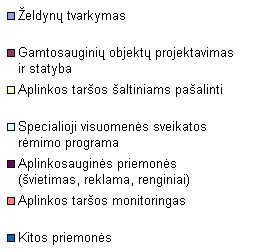 Želdynų tvarkymas
Gamtosauginių objektų projektavimas
ir statyba
Aplinkos taršos šaltiniams pašalinti
Specialioji visuomenės sveikatos
rėmimo programa
Aplinkosauginės priemonės
(švietimas, reklama, renginiai)
Aplinkos taršos monitoringas
Kitos priemonės